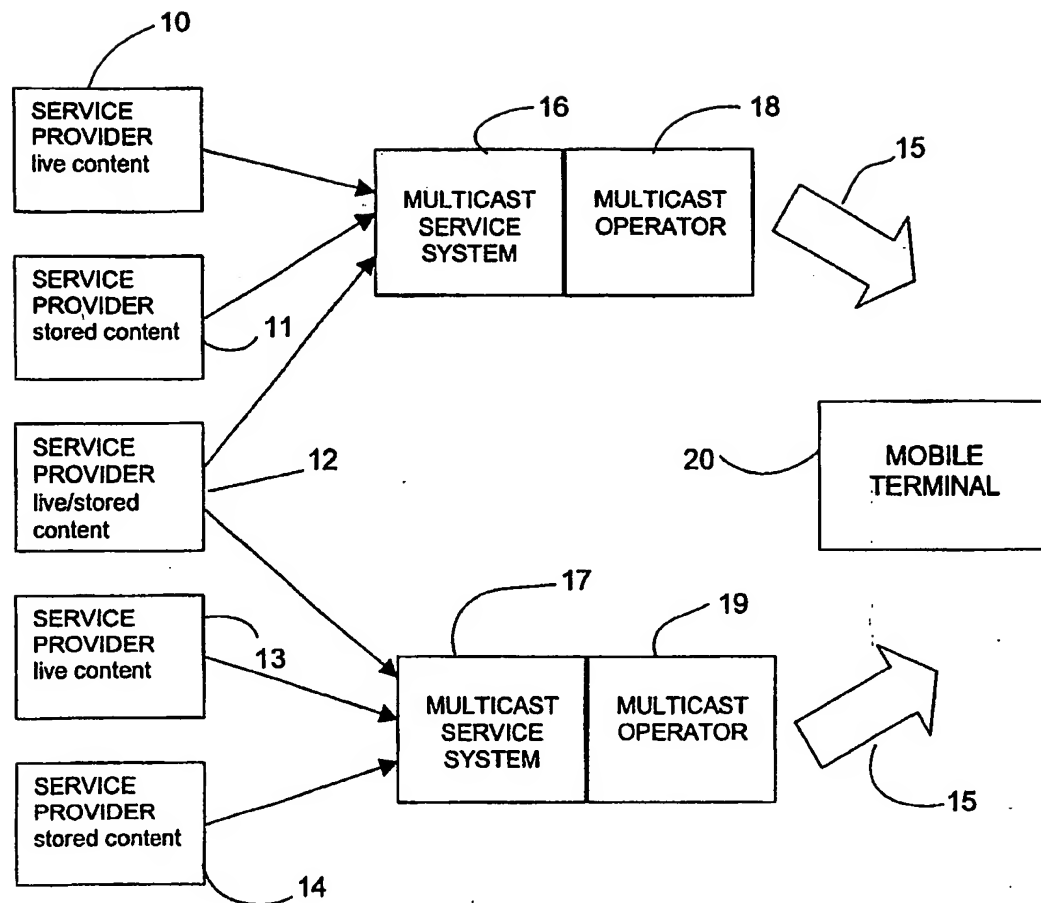 10
SERVICE
PROVIDER
live content
16
18
15
MULTICAST
SERVICE
SYSTEM
MULTICAST
OPERATOR
SERVICE
PROVIDER
stored content
11
SERVICE
PROVIDER
live/stored
content
12
20
MOBILE
TERMINAL
SERVICE
PROVIDER
live content
13
17
19
MULTICAST
SERVICE
SYSTEM
MULTICAST
OPERATOR
15
SERVICE
PROVIDER
stored content
14